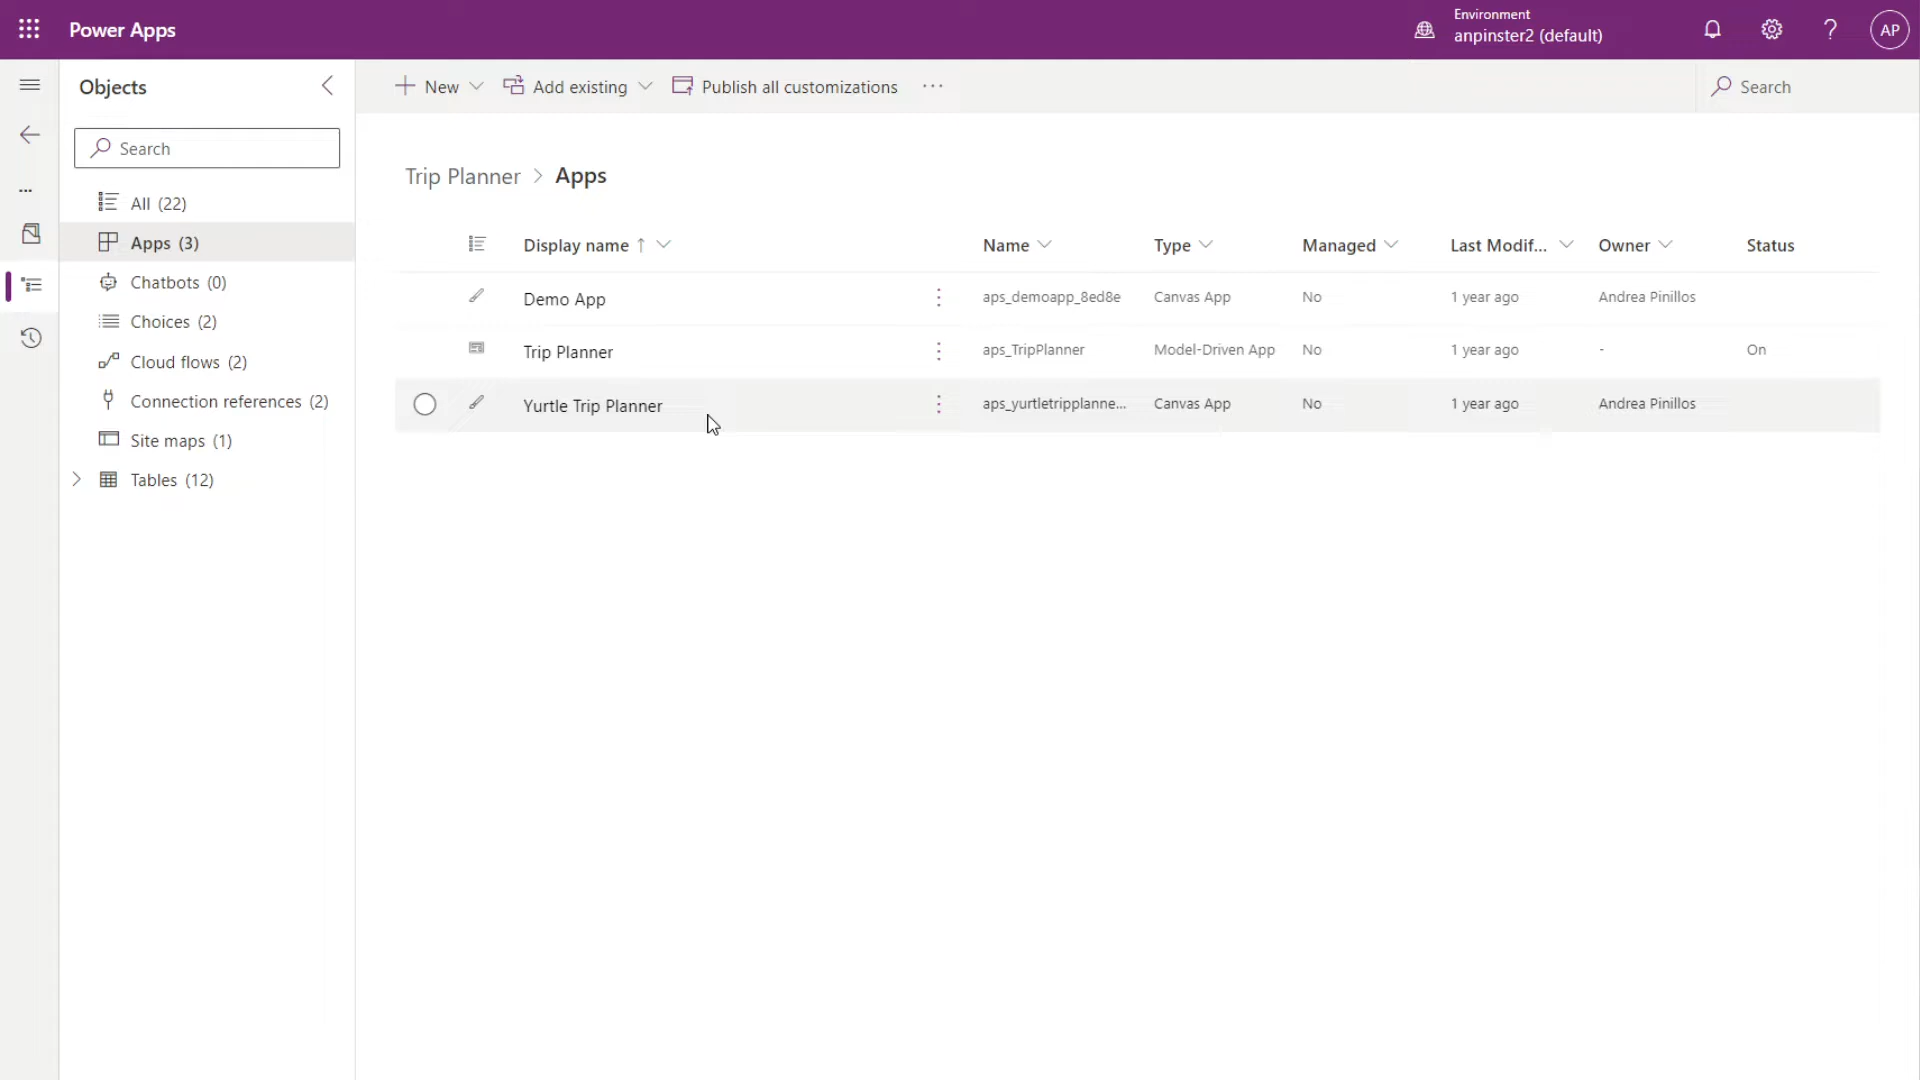 Power Apps
Environment
anpinster2 (default)
?
AP
Objects
New
Add existing
Publish all customizations
...
Search
Search
...
All (22)
Apps (3)
Chatbots (0)
Choices (2)
Cloud flows (2)
Connection references (2)
Site maps (1)
Tables (12)
Trip Planner > Apps
Display name ↑ Name Type Managed Last Modif... Owner Status
Demo App aps_demoapp_8ed8e Canvas App No 1 year ago Andrea Pinillos
Trip Planner aps_TripPlanner Model-Driven App No 1 year ago - On
Yurtle Trip Planner aps_yurtletripplanne... Canvas App No 1 year ago Andrea Pinillos